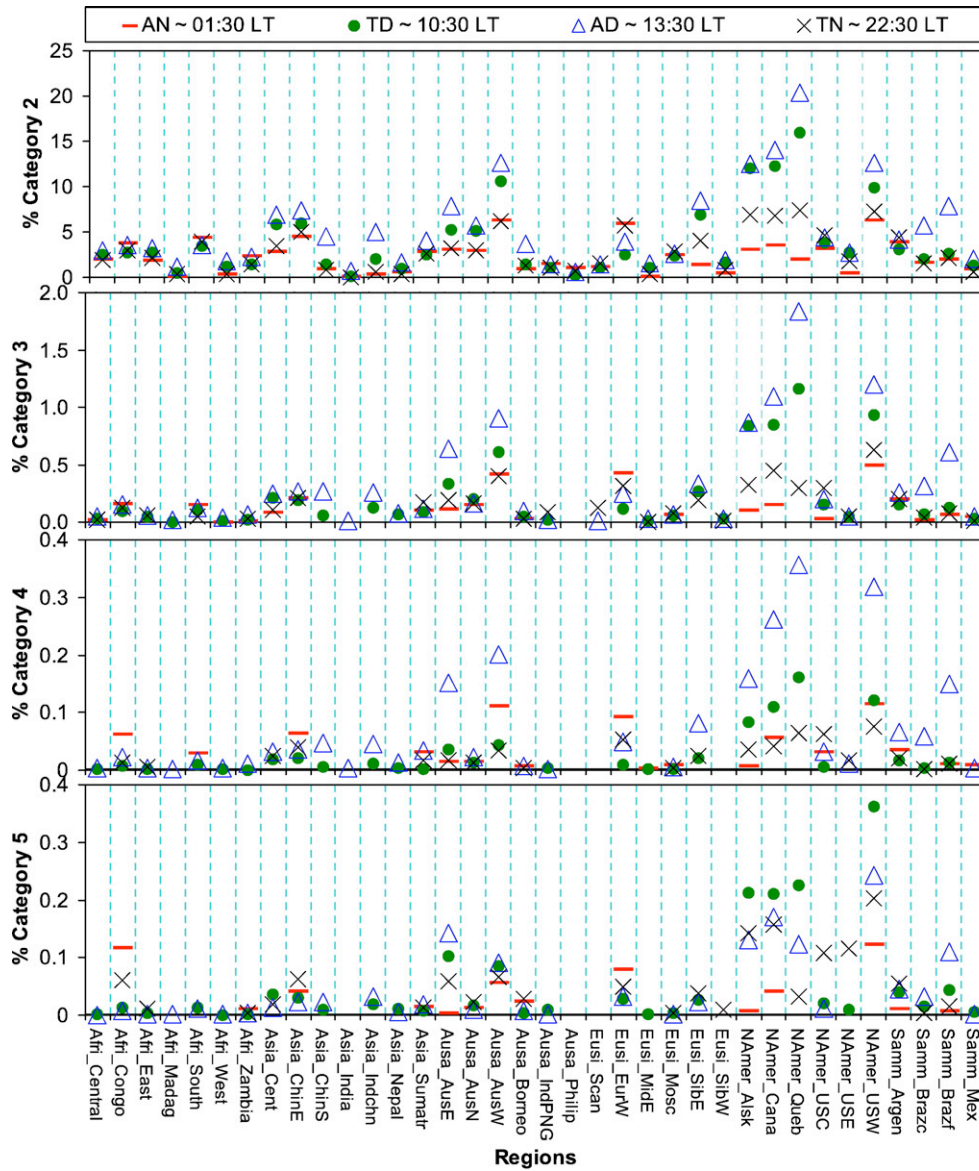 AN ~ 01:30 LT TD ~ 10:30 LT AD ~ 13:30 LT TN ~ 22:30 LT
% Category 2
25
20
15
10
5
0
% Category 3
2.0
1.5
1.0
0.5
0.0
% Category 4
0.4
0.3
0.2
0.1
0
% Category 5
0.4
0.3
0.2
0.1
0
Afri_Central
Afri_Congo
Afri_East
Afri_Madag
Afri_South
Afri_West
Afri_Zambia
Asia_Cent
Asia_ChinE
Asia_ChinS
Asia_India
Asia_Indchn
Asia_Nepal
Asia_Sumatr
Ausa_AusE
Ausa_AusN
Ausa_AusW
Ausa_Borneo
Ausa_IndPNG
Ausa_Philip
Eusi_Scan
Eusi_EurW
Eusi_MidE
Eusi_Mosc
Eusi_SibE
Eusi_SibW
NAmer_Alsk
NAmer_Cana
NAmer_Queb
NAmer_USC
NAmer_USE
NAmer_USW
Samm_Argen
Samm_Brazc
Samm_Brazf
Samm_Mex
Regions